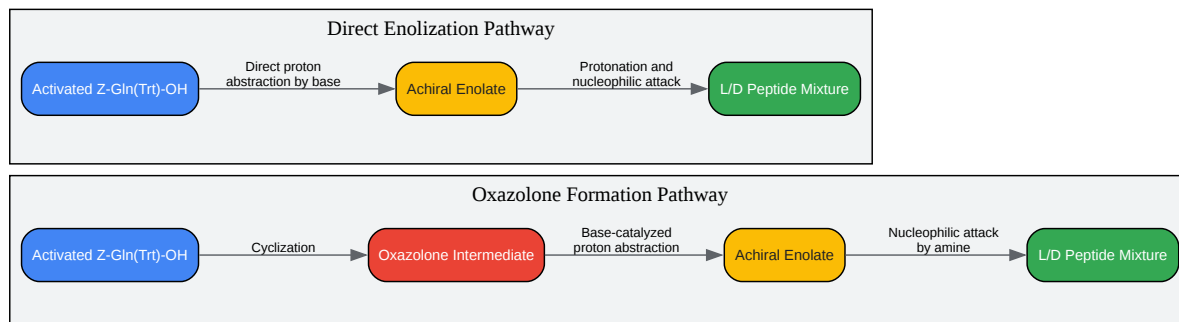 Direct Enolization Pathway
Activated Z-Gln(Trt)-OH
Direct proton
abstraction by base
Achiral Enolate
Protonation and
nucleophilic attack
L/D Peptide Mixture
Oxazolone Formation Pathway
Activated Z-Gln(Trt)-OH
Cyclization
Oxazolone Intermediate
Base-catalyzed
proton abstraction
Achiral Enolate
Nucleophilic attack
by amine
L/D Peptide Mixture